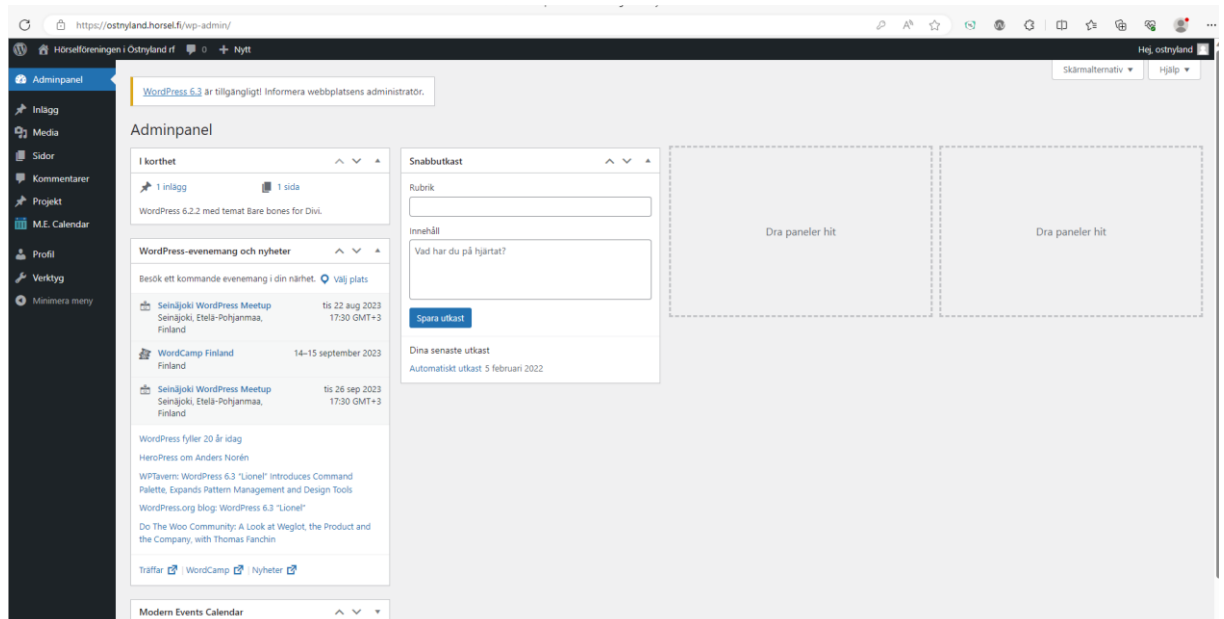 https://ostnyland.horsel.fi/wp-admin/
Hörselföreningen i Östnyland rf 0 + Nytt
Hej, ostnyland
Skärmalternativ
Hjälp
Adminpanel
Inlägg
Media
Sidor
Kommentarer
Projekt
M.E. Calendar
Profil
Verktyg
Minimera meny
WordPress 6.3 är tillgängligt! Informera webbplatsens administratör.
Adminpanel
I korthet
1 inlägg
1 sida
WordPress 6.2.2 med temat Bare bones for Divi.
WordPress-evenemang och nyheter
Besök ett kommande evenemang i din närhet. Välj plats
Seinäjoki WordPress Meetup tis 22 aug 2023
Seinäjoki, Etelä-Pohjanmaa, 17:30 GMT+3
Finland
WordCamp Finland 14–15 september 2023
Finland
Seinäjoki WordPress Meetup tis 26 sep 2023
Seinäjoki, Etelä-Pohjanmaa, 17:30 GMT+3
Finland
WordPress fyller 20 år idag
HeroPress om Anders Norén
WPTavern: WordPress 6.3 "Lionel" Introduces Command
Palette, Expands Pattern Management and Design Tools
WordPress.org blog: WordPress 6.3 "Lionel"
Do The Woo Community: A Look at Weglot, the Product and
the Company, with Thomas Fanchin
Träffar | WordCamp | Nyheter
Modern Events Calendar
Snabbutkast
Rubrik
Innehåll
Vad har du på hjärtat?
Spara utkast
Dina senaste utkast
Automatiskt utkast 5 februari 2022
Dra paneler hit
Dra paneler hit